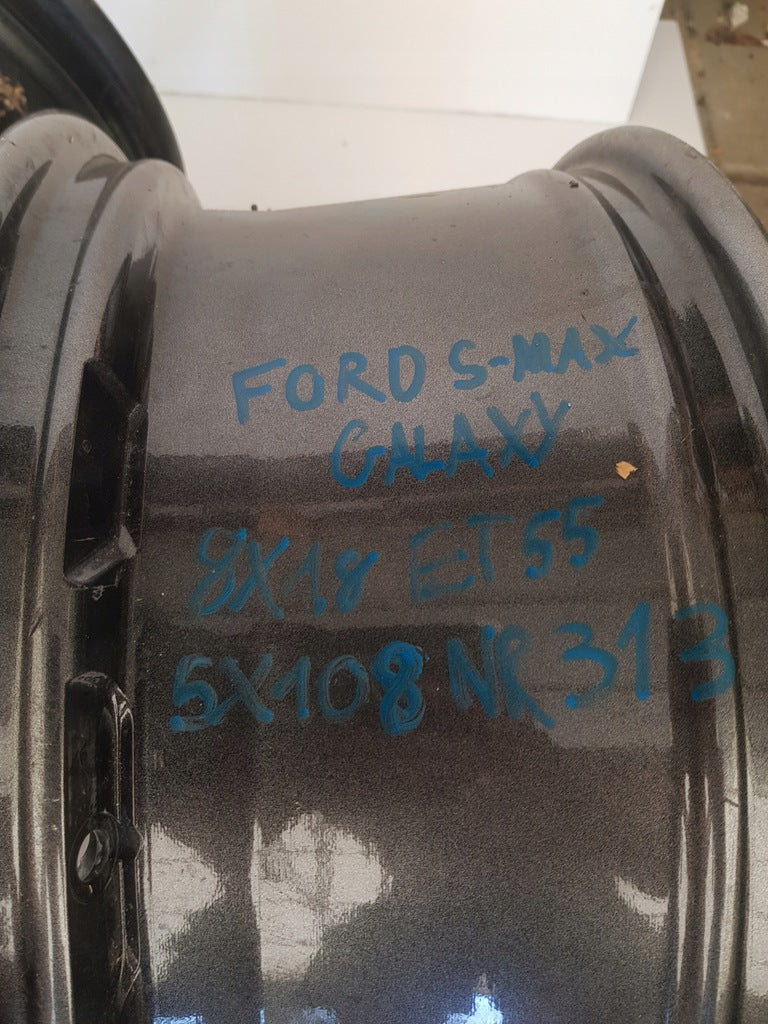 FORD S-MAX
GALAXY
8X18 ET55
5X108 NR313